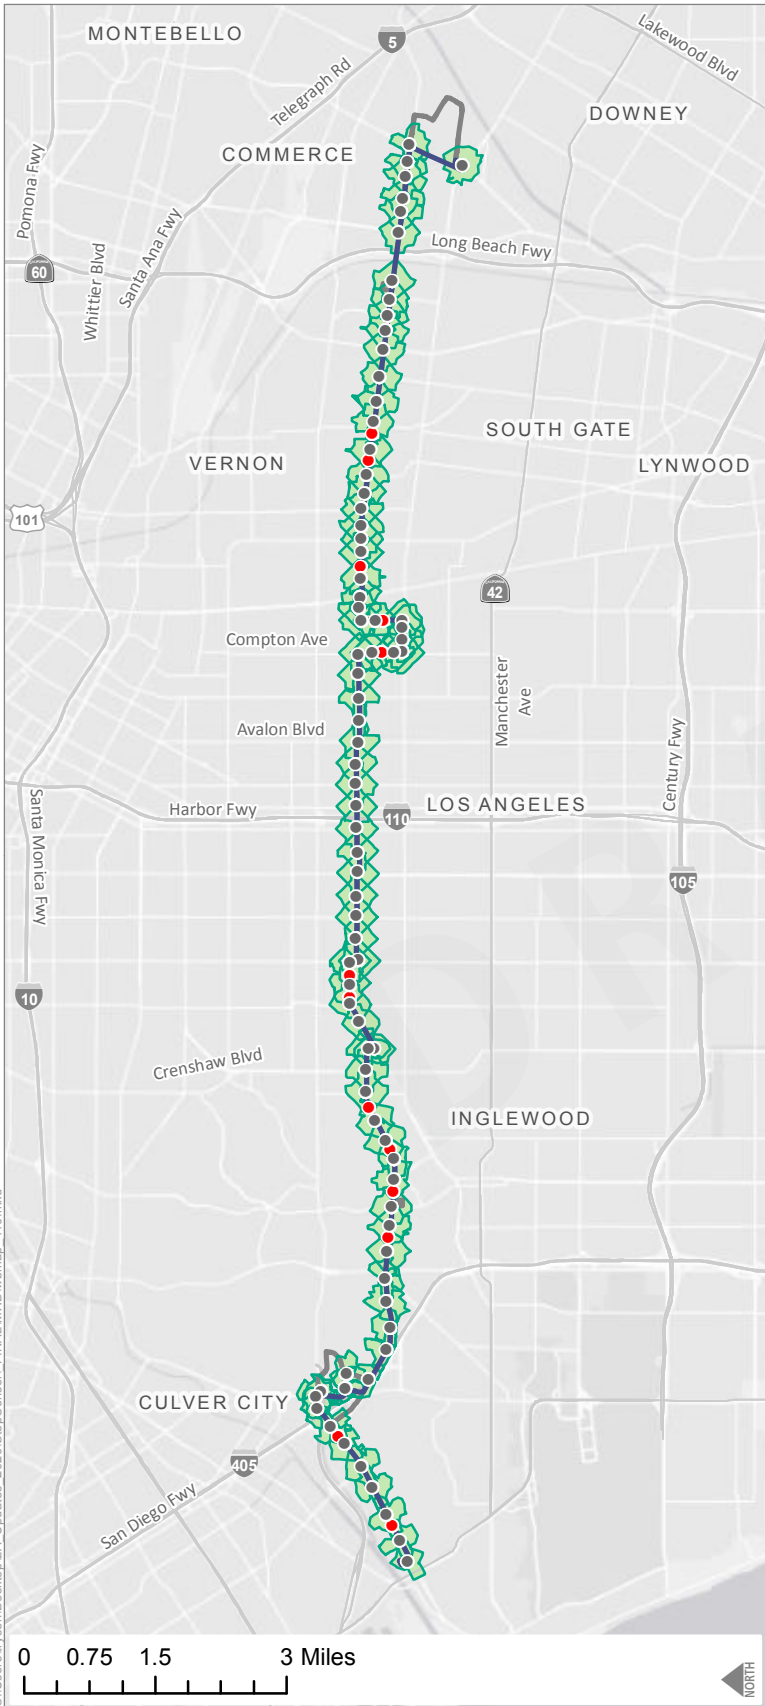 MONTEBELLO
5
Lakewood Blvd
Telegraph Rd
DOWNEY
COMMERCE
Pomona Fwy
Santa Ana Fwy
Long Beach Fwy
60
Whittier Blvd
SOUTH GATE
VERNON
LYNWOOD
101
CALIFORNIA
42
Compton Ave
Manchester
Ave
Avalon Blvd
Century Fwy
Santa Monica Fwy
Harbor Fwy
110
LOS ANGELES
105
10
Crenshaw Blvd
INGLEWOOD
CULVER CITY
405
San Diego Fwy
0 0.75 1.5 3 Miles
NORTH